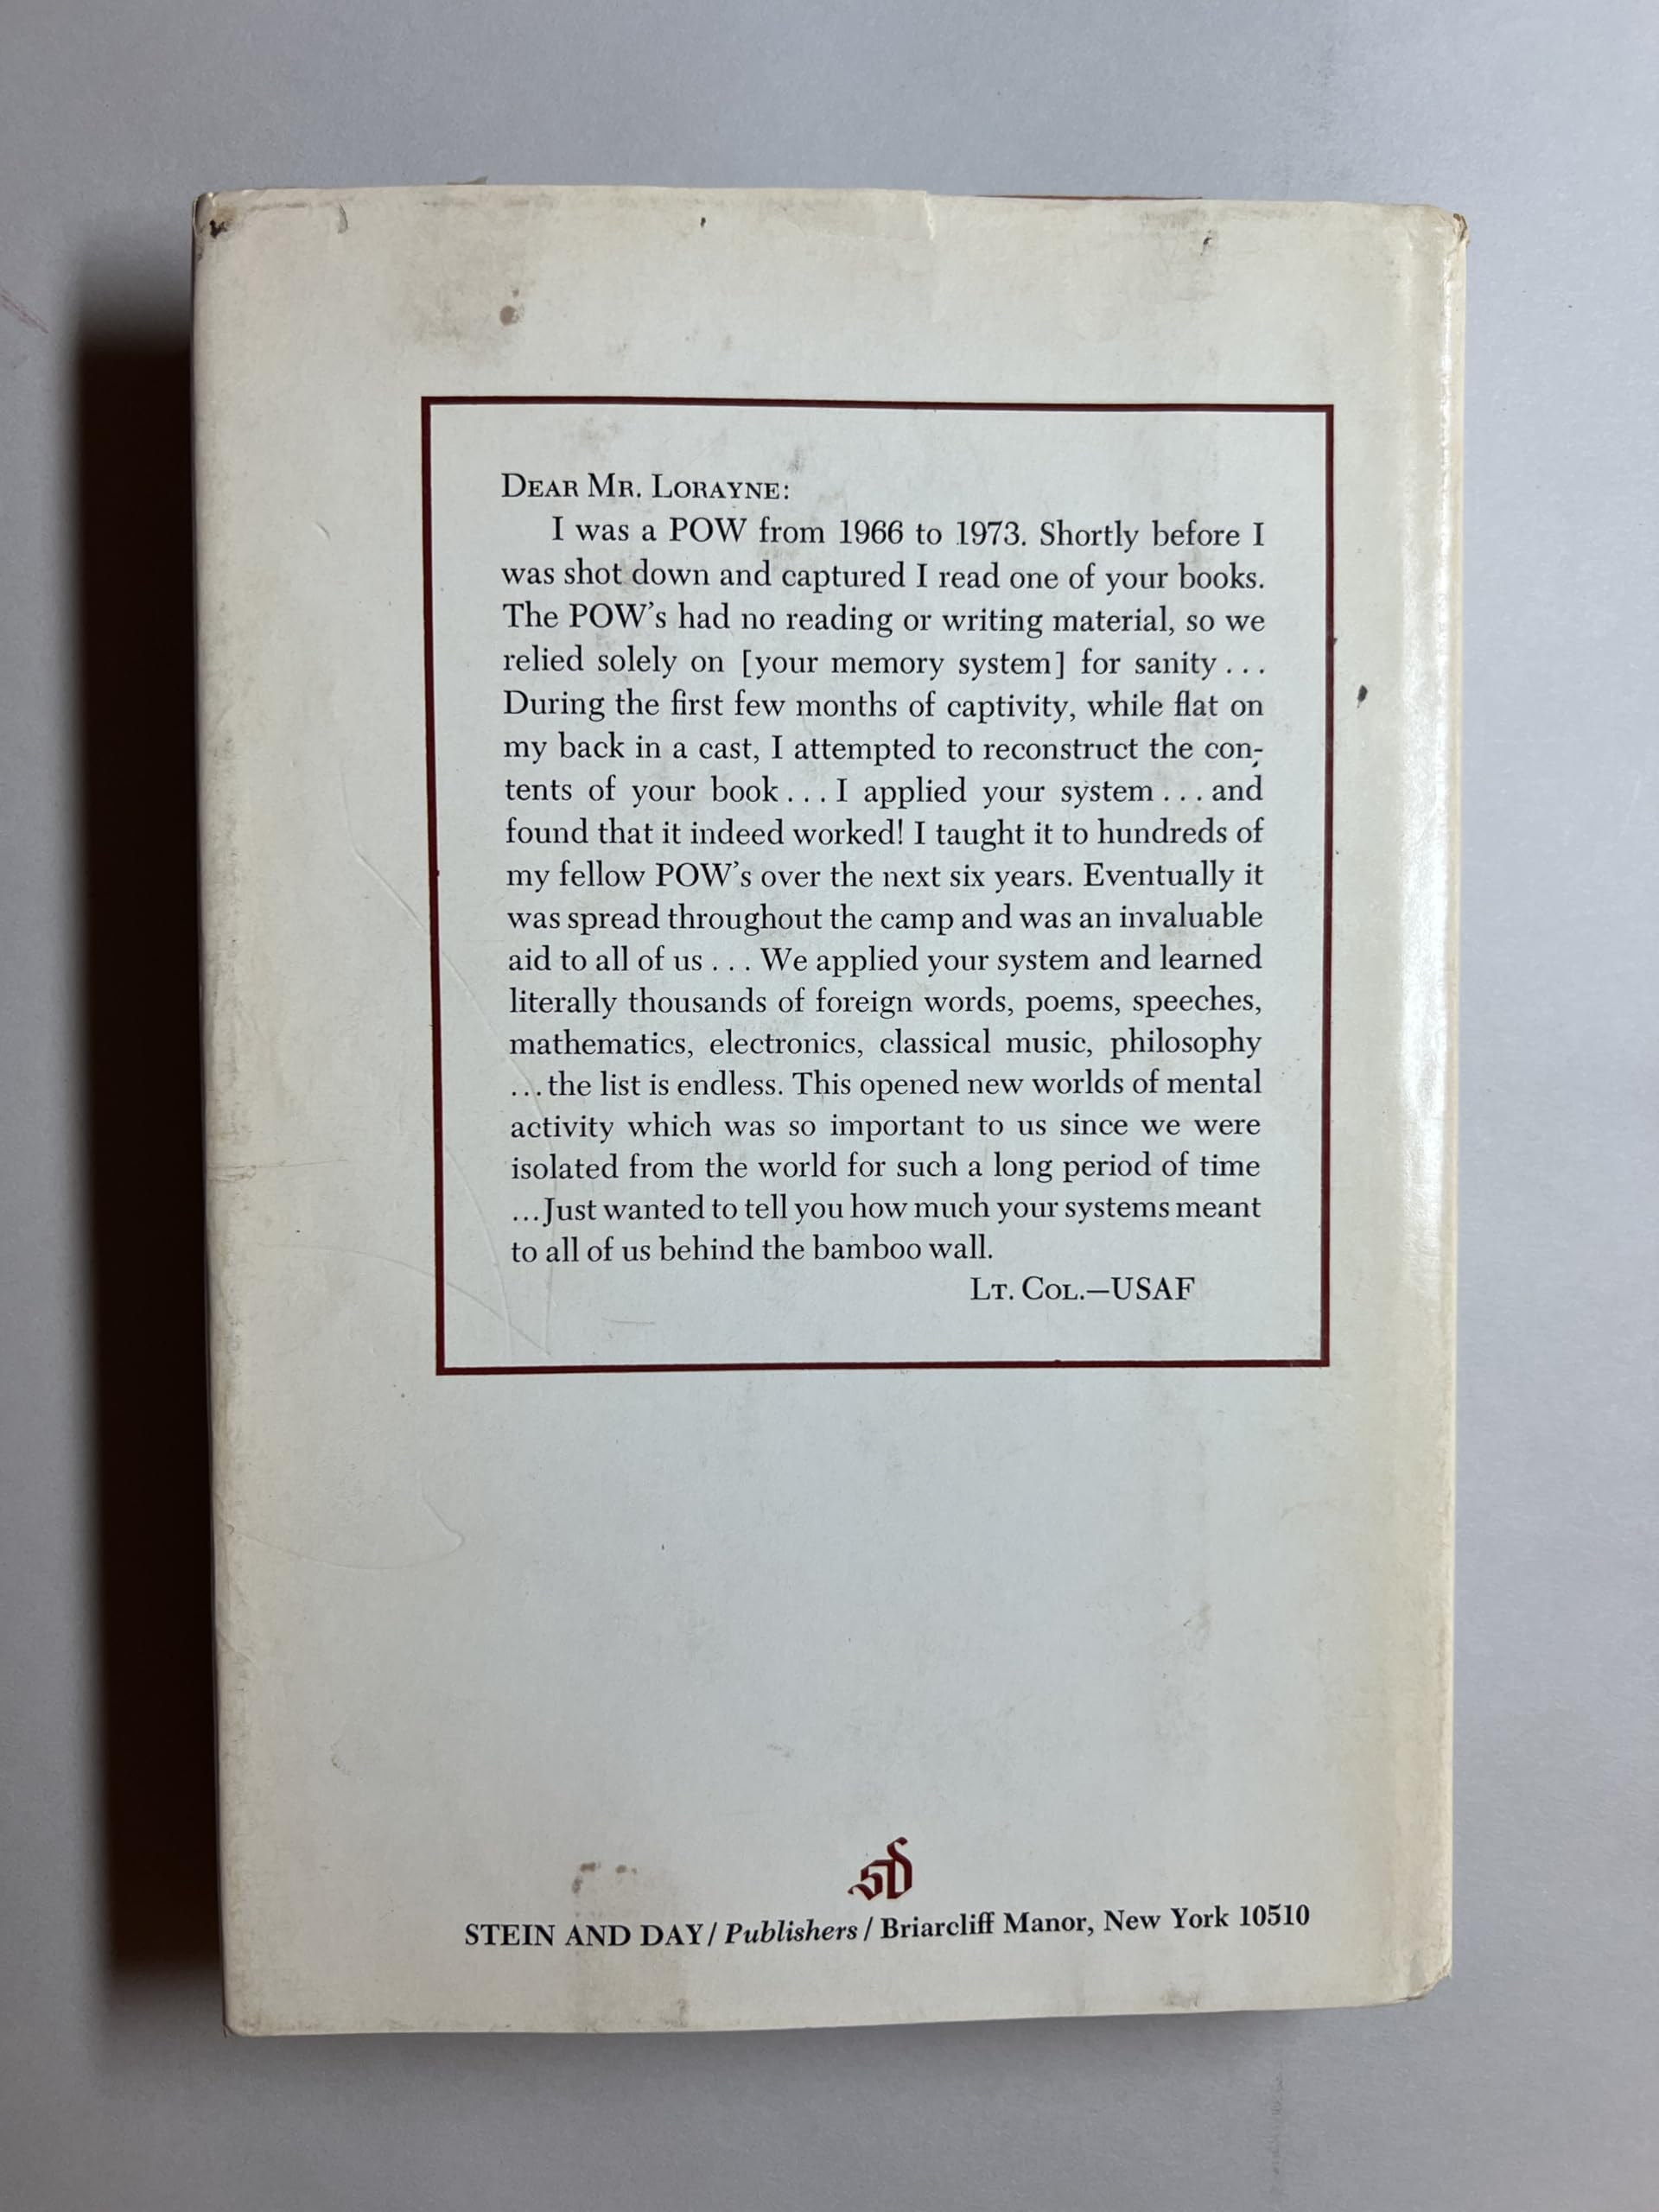 DEAR MR. LORAYNE:
I was a POW from 1966 to 1973. Shortly before I
was shot down and captured I read one of your books.
The POW's had no reading or writing material, so we
relied solely on [your memory system] for sanity . . .
During the first few months of captivity, while flat on
my back in a cast, I attempted to reconstruct the con-
tents of your book . . . I applied your system . . . and
found that it indeed worked! I taught it to hundreds of
my fellow POW's over the next six years. Eventually it
was spread throughout the camp and was an invaluable
aid to all of us . . . We applied your system and learned
literally thousands of foreign words, poems, speeches,
mathematics, electronics, classical music, philosophy
. . . the list is endless. This opened new worlds of mental
activity which was so important to us since we were
isolated from the world for such a long period of time
. . . Just wanted to tell you how much your systems meant
to all of us behind the bamboo wall.
LT. COL.—USAF
SD
STEIN AND DAY / Publishers / Briarcliff Manor, New York 10510